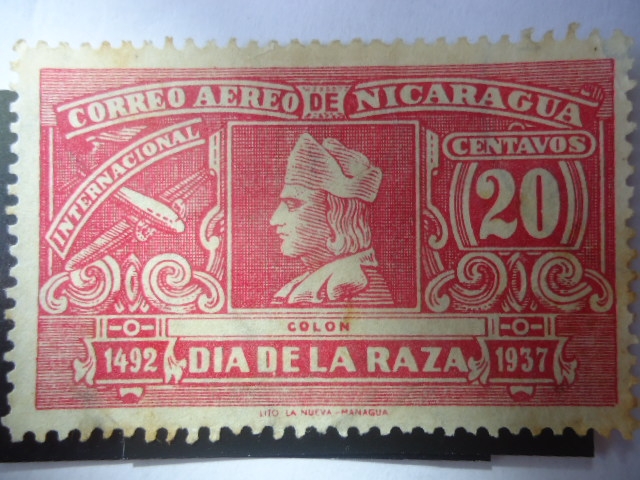 CORREO AEREO DE NICARAGUA
INTERNACIONAL
CENTAVOS
20
COLON
1492 DIA DE LA RAZA 1937
LITO LA NUEVA - MANAGUA